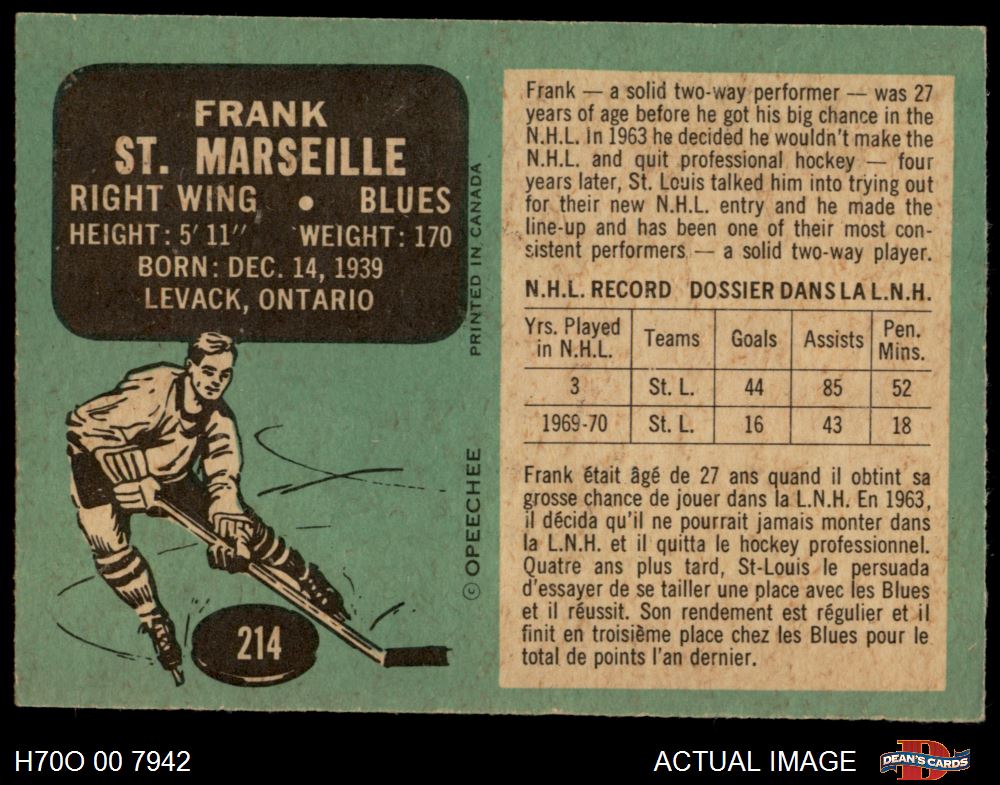 FRANK
ST. MARSEILLE
RIGHT WING • BLUES
HEIGHT: 5' 11" WEIGHT: 170
BORN: DEC. 14, 1939
LEVACK, ONTARIO
PRINTED IN CANADA
© OPEECHEE
214
Frank — a solid two-way performer — was 27
years of age before he got his big chance in the
N.H.L. In 1963 he decided he wouldn't make the
N.H.L. and quit professional hockey — four
years later, St. Louis talked him into trying out
for their new N.H.L. entry and he made the
line-up and has been one of their most con-
sistent performers — a solid two-way player.
N.H.L. RECORD DOSSIER DANS LA L.N.H.
Yrs. Played in N.H.L. Teams Goals Assists Pen. Mins.
3 St. L. 44 85 52
1969-70 St. L. 16 43 18
Frank était âgé de 27 ans quand il obtint sa
grosse chance de jouer dans la L.N.H. En 1963,
il décida qu'il ne pourrait jamais monter dans
la L.N.H. et il quitta le hockey professionnel.
Quatre ans plus tard, St-Louis le persuada
d'essayer de se tailler une place avec les Blues
et il réussit. Son rendement est régulier et il
finit en troisième place chez les Blues pour le
total de points l'an dernier.
H70O 00 7942
ACTUAL IMAGE
DEAN'S CARDS